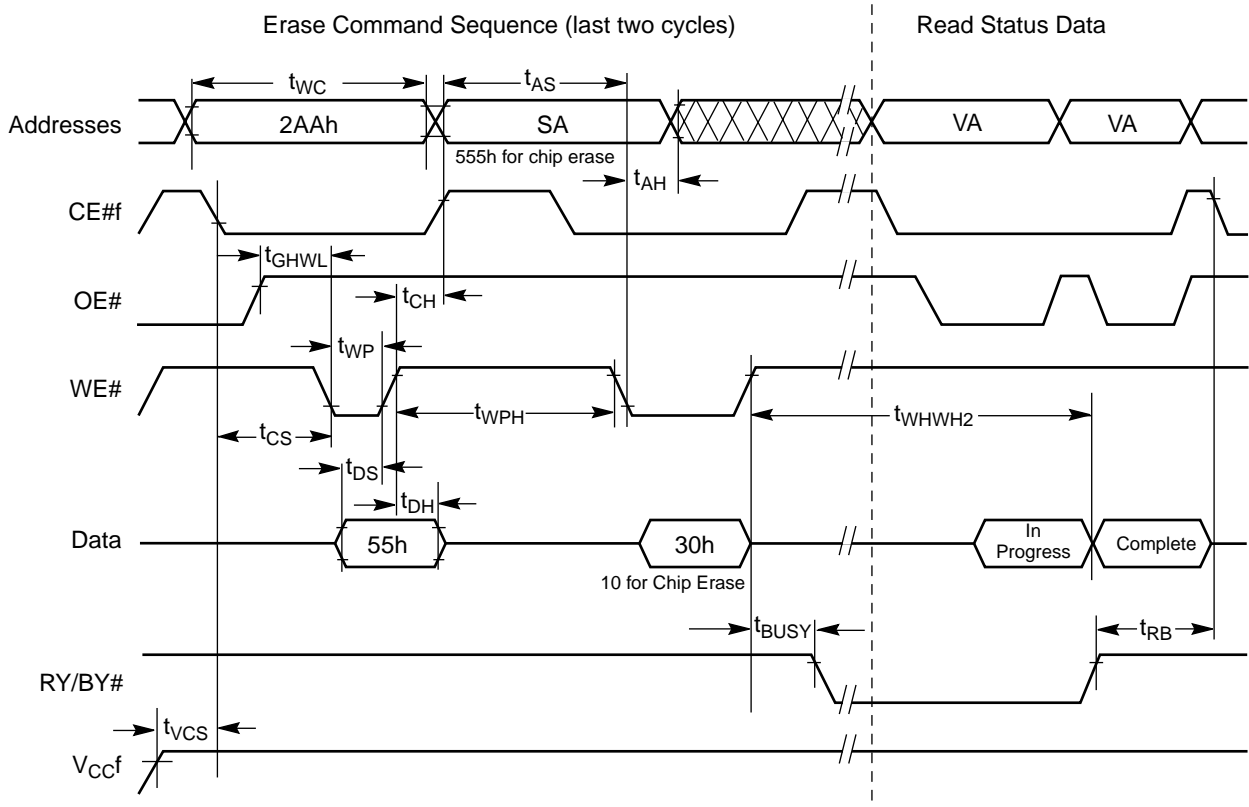 Erase Command Sequence (last two cycles)
Read Status Data
tWC
tAS
Addresses
2AAh
SA
VA
VA
555h for chip erase
tAH
CE#f
tGHWL
OE#
tCH
tWP
WE#
tWPH
tWHWH2
tCS
tDS
tDH
Data
55h
30h
In
Progress
Complete
10 for Chip Erase
tBUSY
tRB
RY/BY#
tVCS
VCCf